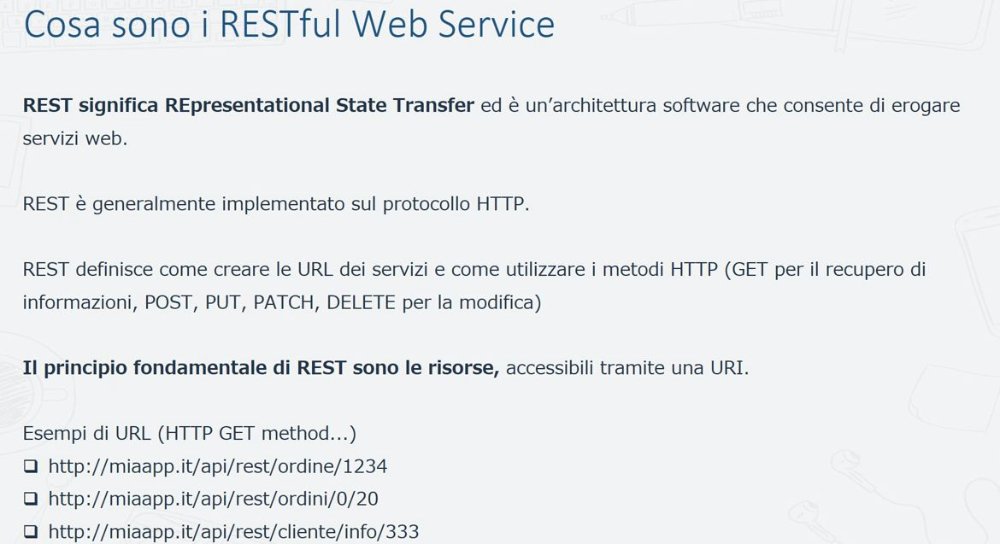 Cosa sono i RESTful Web Service
REST significa REpresentational State Transfer ed è un’architettura software che consente di erogare
servizi web.
REST è generalmente implementato sul protocollo HTTP.
REST definisce come creare le URL dei servizi e come utilizzare i metodi HTTP (GET per il recupero di
informazioni, POST, PUT, PATCH, DELETE per la modifica)
Il principio fondamentale di REST sono le risorse, accessibili tramite una URI.
Esempi di URL (HTTP GET method...)
❑ http://miaapp.it/api/rest/ordine/1234
❑ http://miaapp.it/api/rest/ordini/0/20
❑ http://miaapp.it/api/rest/cliente/info/333